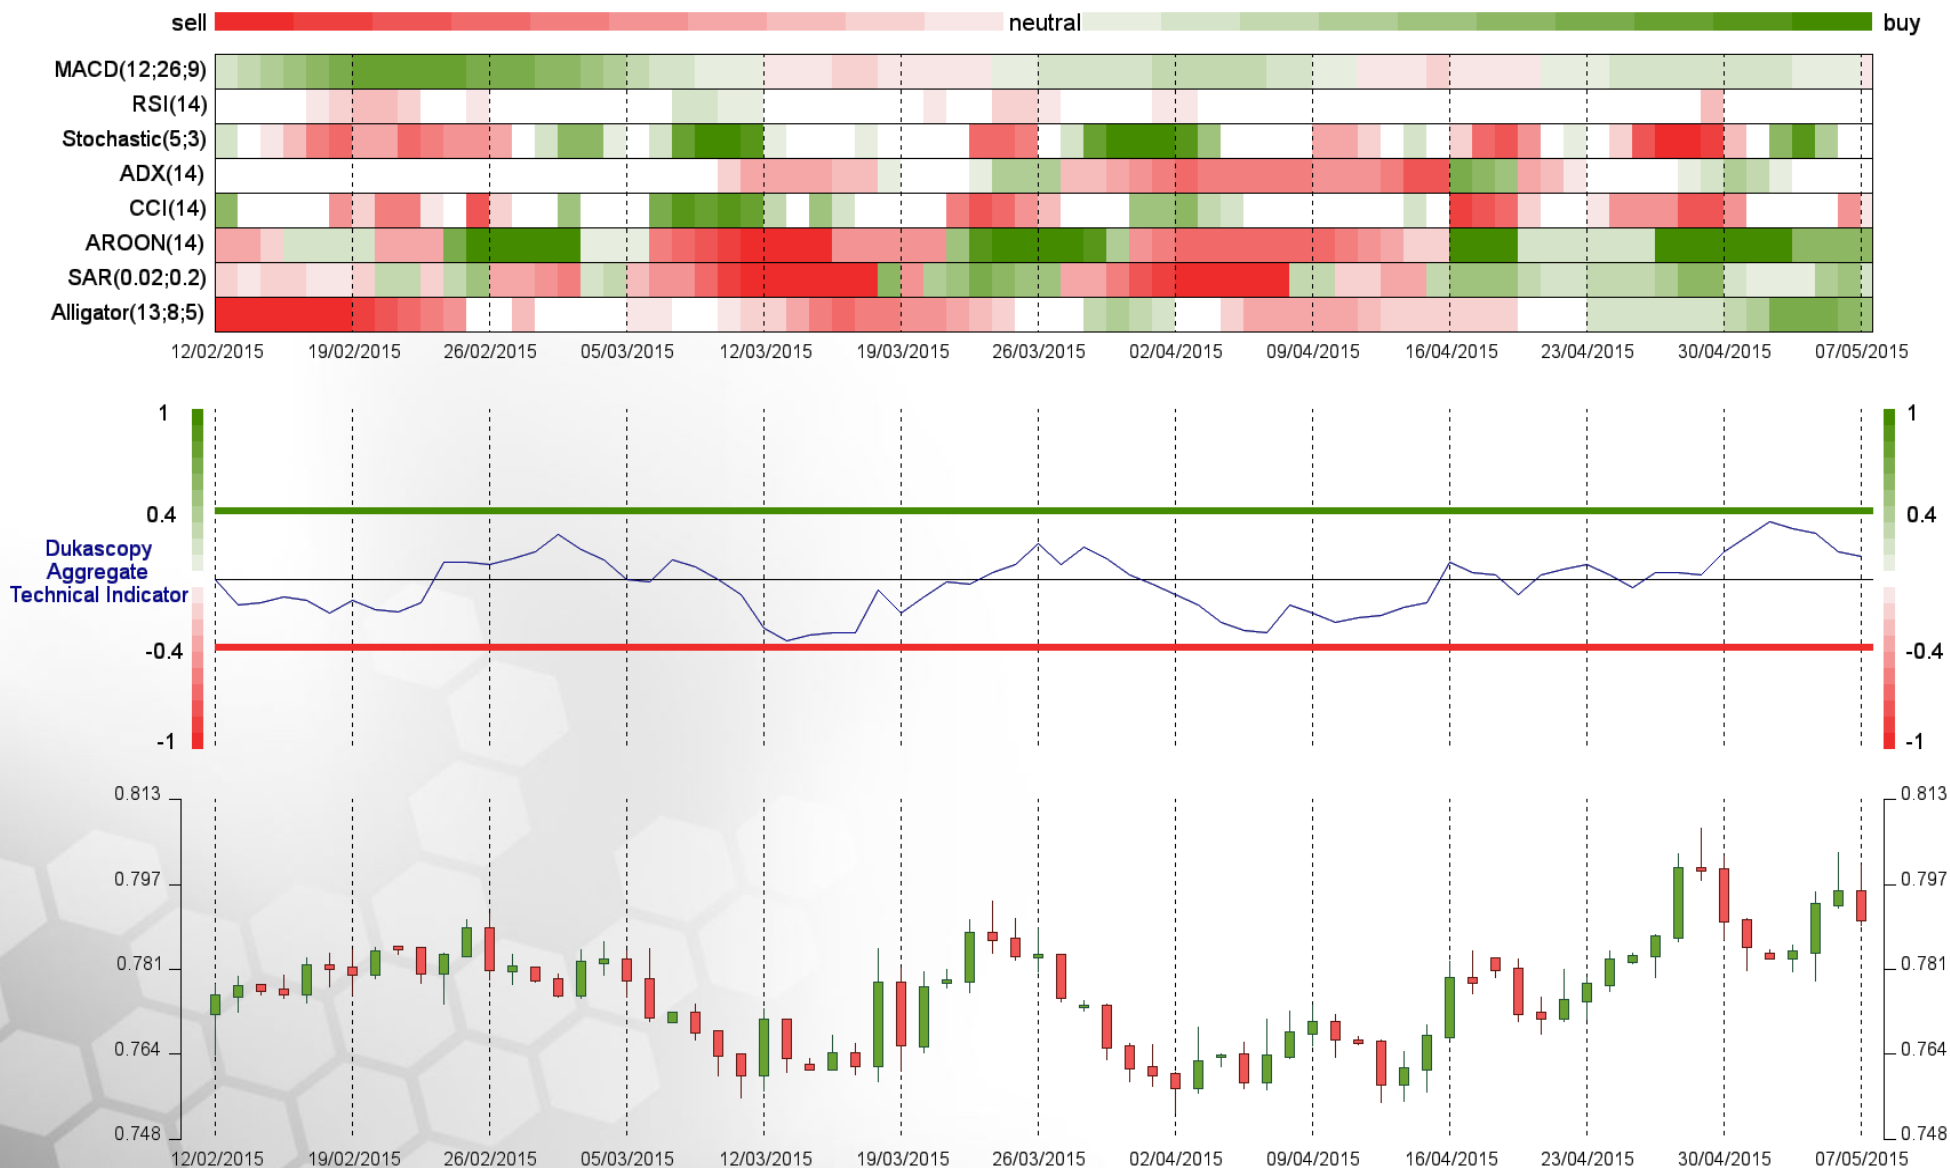 sell neutral buy
MACD(12;26;9)
RSI(14)
Stochastic(5;3)
ADX(14)
CCI(14)
AROON(14)
SAR(0.02;0.2)
Alligator(13;8;5)
12/02/2015 19/02/2015 26/02/2015 05/03/2015 12/03/2015 19/03/2015 26/03/2015 02/04/2015 09/04/2015 16/04/2015 23/04/2015 30/04/2015 07/05/2015
1 1
0.4 0.4
Dukascopy
Aggregate
Technical Indicator
-0.4 -0.4
-1 -1
0.813 0.813
0.797 0.797
0.781 0.781
0.764 0.764
0.748 0.748
12/02/2015 19/02/2015 26/02/2015 05/03/2015 12/03/2015 19/03/2015 26/03/2015 02/04/2015 09/04/2015 16/04/2015 23/04/2015 30/04/2015 07/05/2015